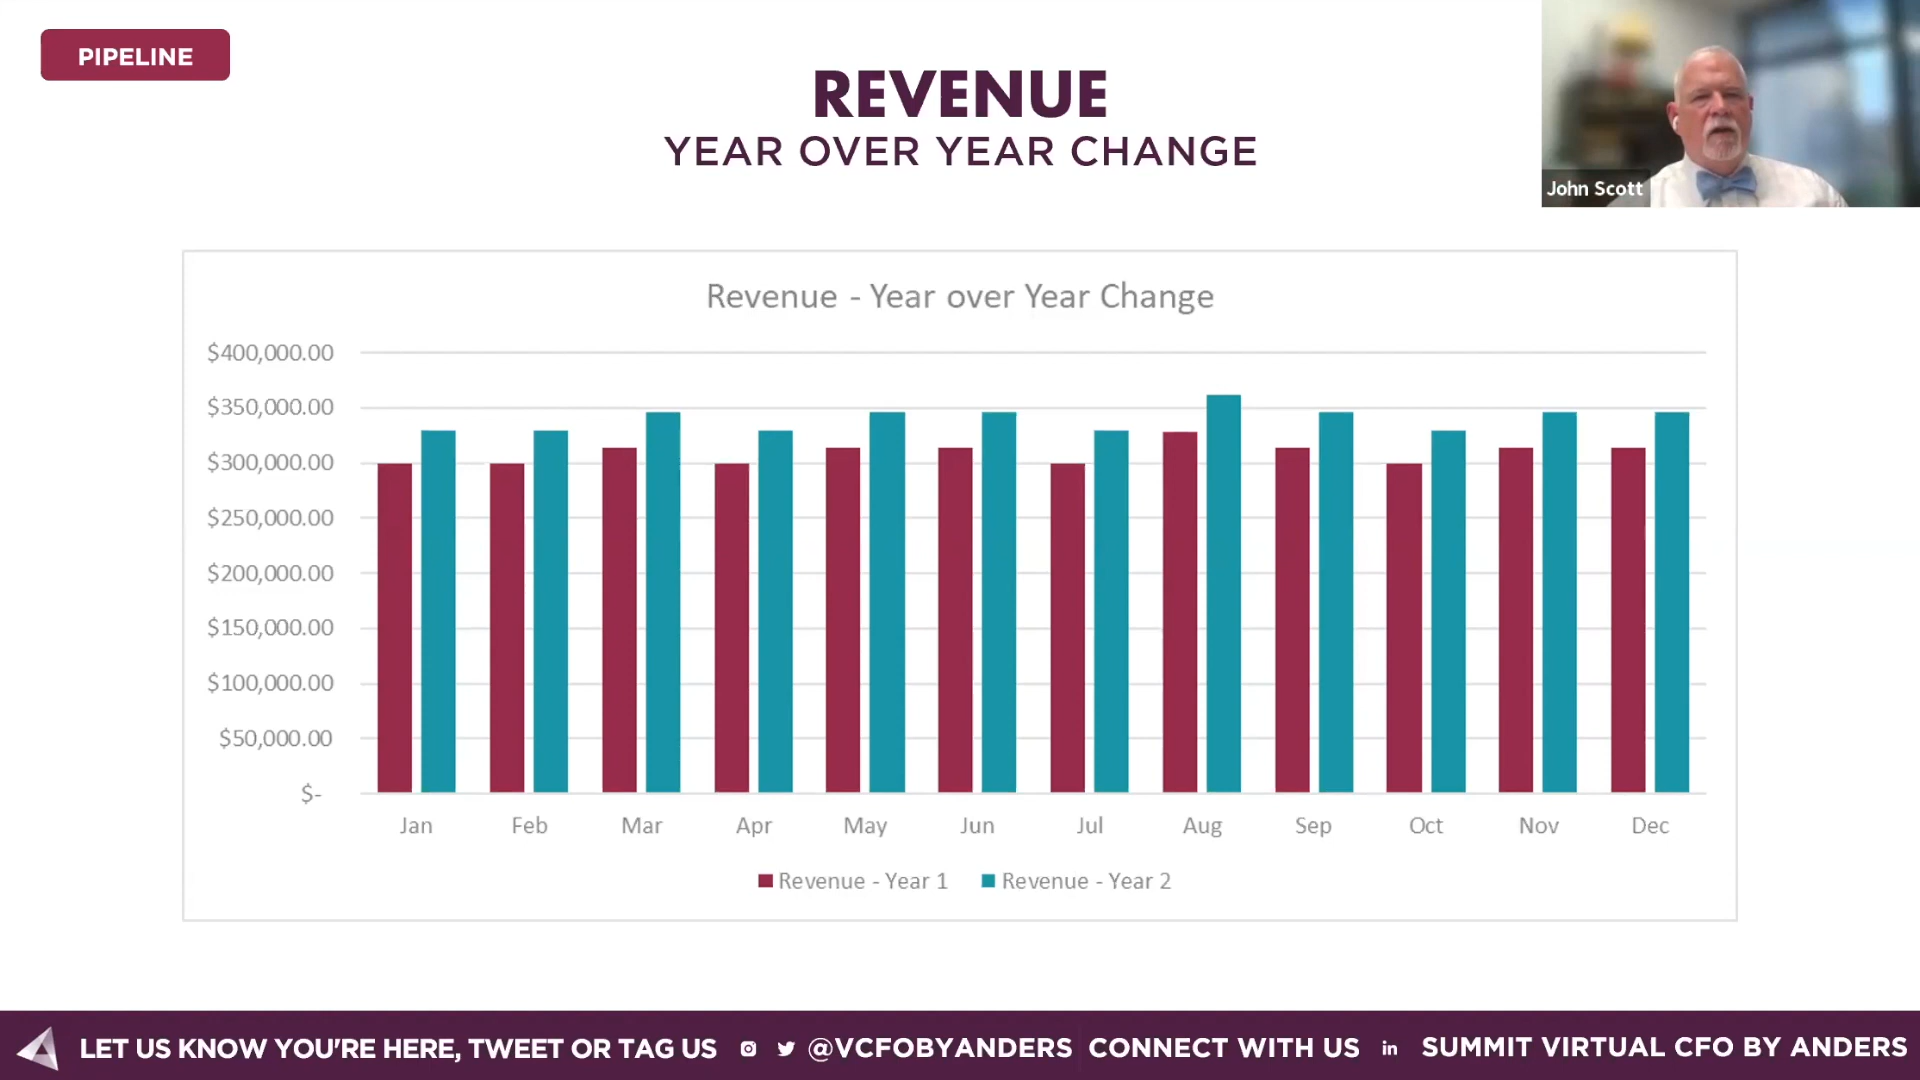 PIPELINE
REVENUE
YEAR OVER YEAR CHANGE
John Scott
Revenue - Year over Year Change
$400,000.00
$350,000.00
$300,000.00
$250,000.00
$200,000.00
$150,000.00
$100,000.00
$50,000.00
$-
Jan Feb Mar Apr May Jun Jul Aug Sep Oct Nov Dec
Revenue - Year 1 Revenue - Year 2
LET US KNOW YOU'RE HERE, TWEET OR TAG US @VCFOBYANDERS CONNECT WITH US in SUMMIT VIRTUAL CFO BY ANDERS